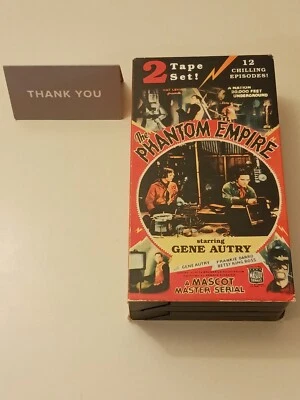 THANK YOU
2 Tape Set!
12 CHILLING EPISODES!
A NATION
20,000 FEET
UNDERGROUND
The
PHANTOM EMPIRE
starring
GENE AUTRY
GENE AUTRY
FRANKIE DARRO
BETSY KING ROSS
A MASCOT
MASTER SERIAL